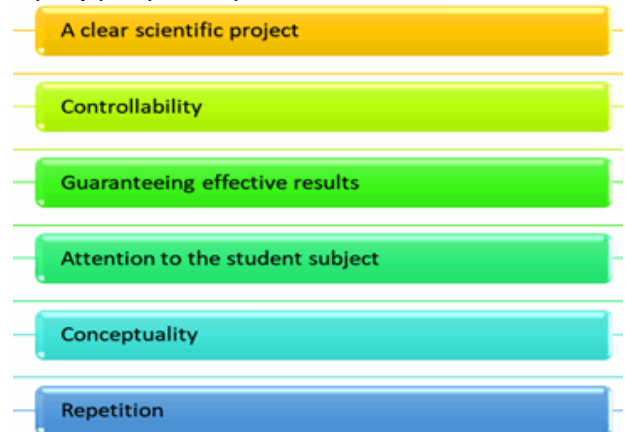 A clear scientific project
Controllability
Guaranteeing effective results
Attention to the student subject
Conceptuality
Repetition